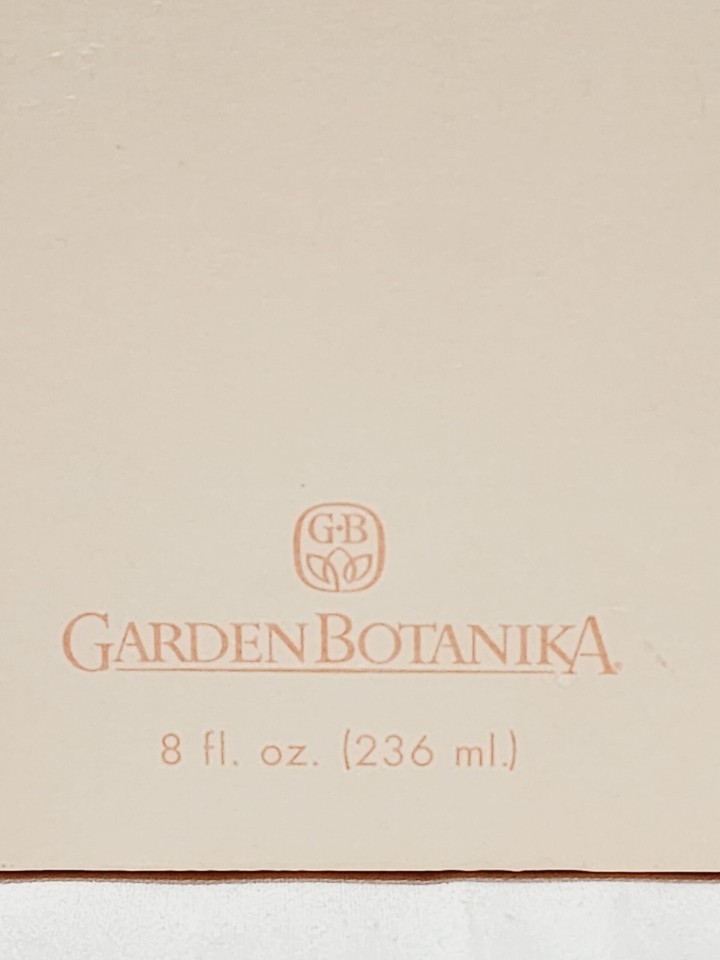 G·B
GARDEN BOTANIKA®
8 fl. oz. (236 ml.)